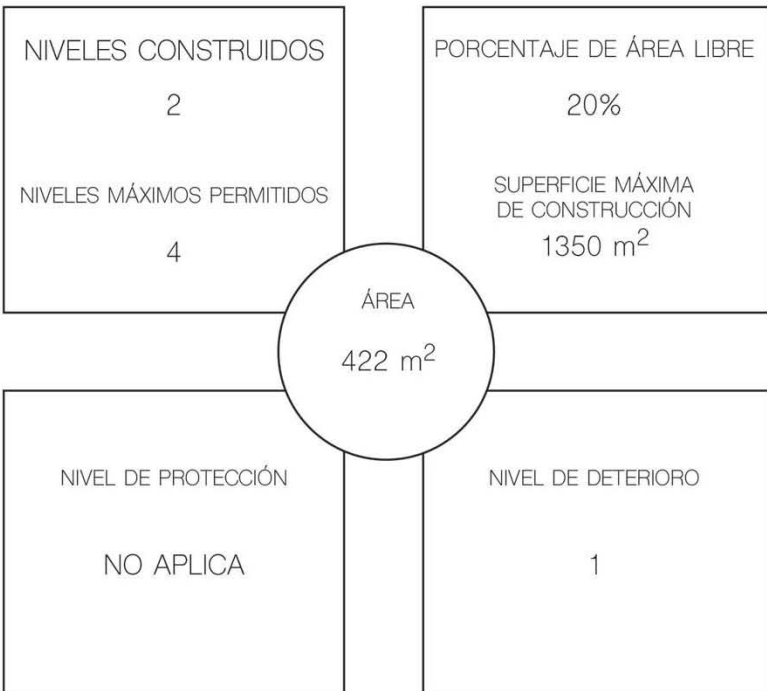 NIVELES CONSTRUIDOS
2
NIVELES MÁXIMOS PERMITIDOS
4
PORCENTAJE DE ÁREA LIBRE
20%
SUPERFICIE MÁXIMA
DE CONSTRUCCIÓN
1350 m²
ÁREA
422 m²
NIVEL DE PROTECCIÓN
NO APLICA
NIVEL DE DETERIORO
1